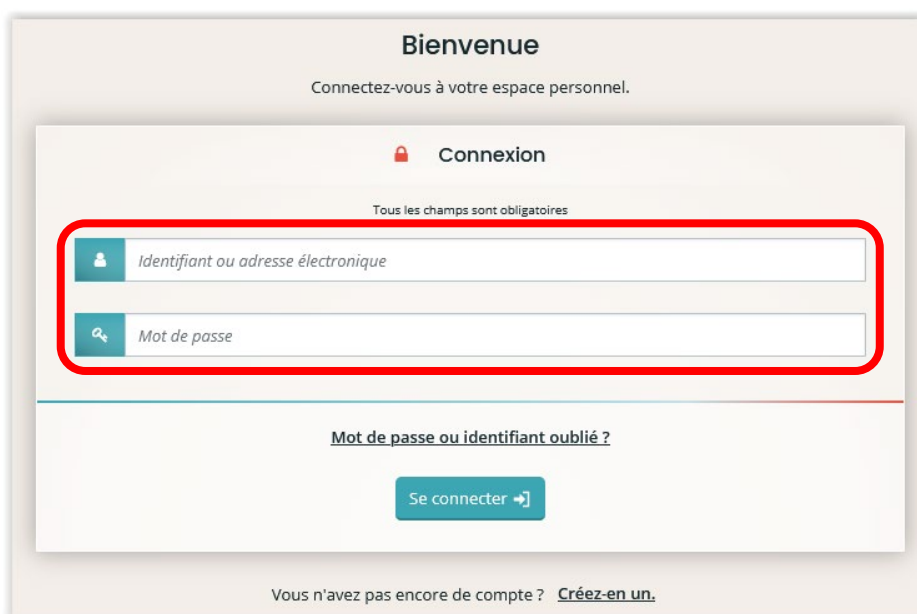 Bienvenue
Connectez-vous à votre espace personnel.
Connexion
Tous les champs sont obligatoires
Identifiant ou adresse électronique
Mot de passe
Mot de passe ou identifiant oublié ?
Se connecter
Vous n'avez pas encore de compte ? Créez-en un.